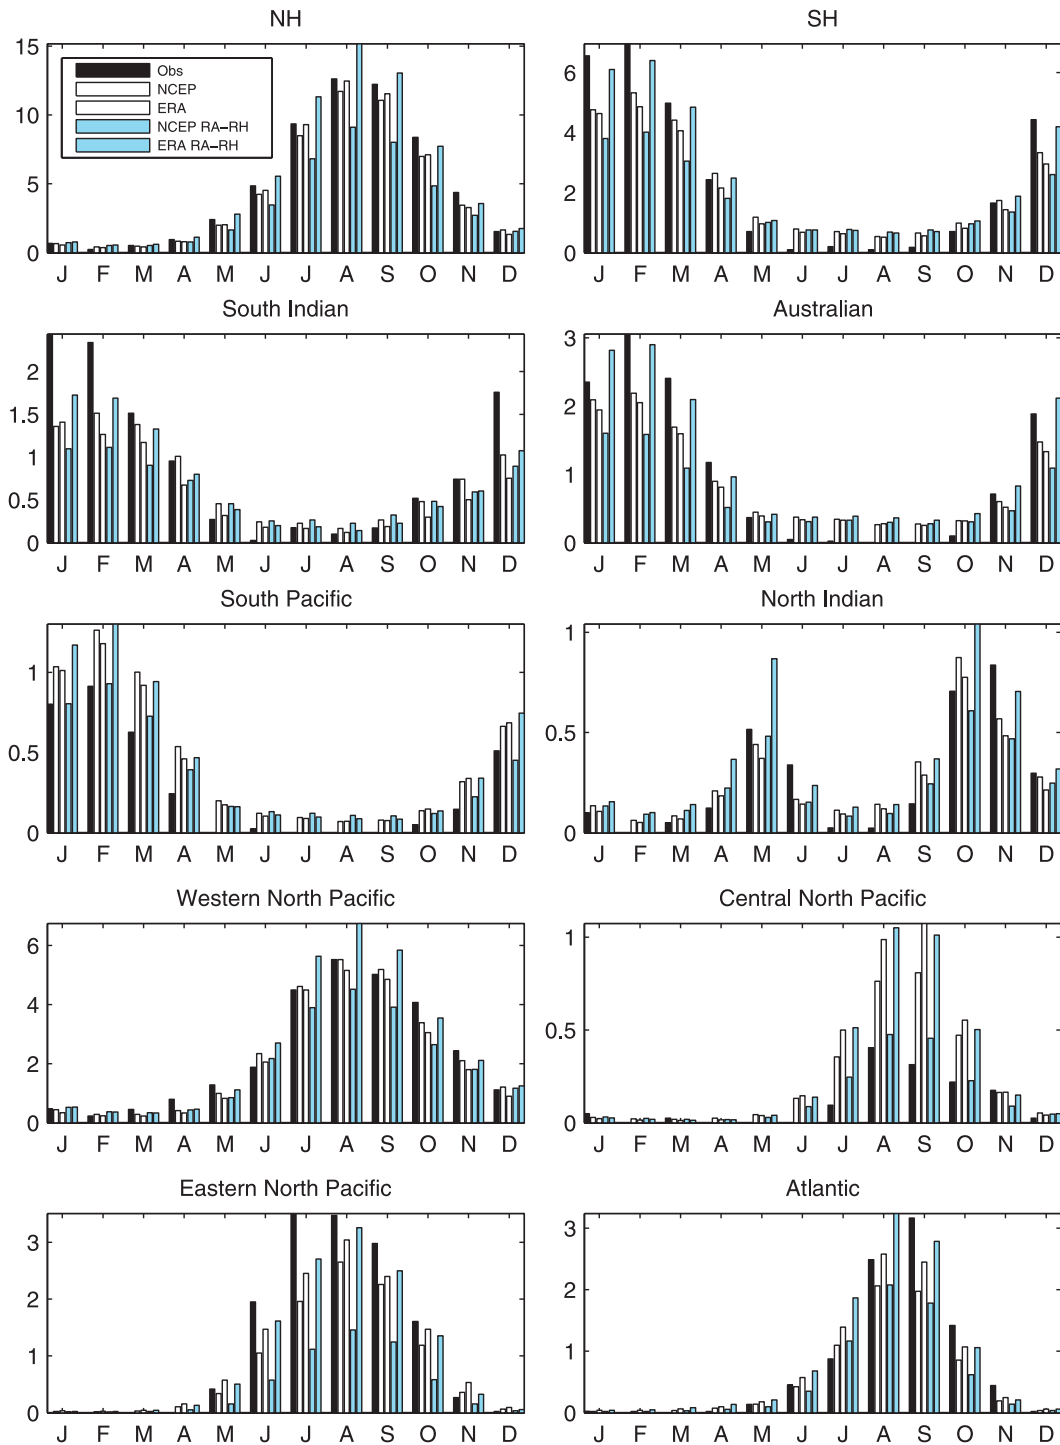 NH
15
10
5
0
Obs
NCEP
ERA
NCEP RA−RH
ERA RA−RH
J F M A M J J A S O N D
SH
6
4
2
0
J F M A M J J A S O N D
South Indian
2
1.5
1
0.5
0
J F M A M J J A S O N D
Australian
3
2
1
0
J F M A M J J A S O N D
South Pacific
1
0.5
0
J F M A M J J A S O N D
North Indian
1
0.5
0
J F M A M J J A S O N D
Western North Pacific
6
4
2
0
J F M A M J J A S O N D
Central North Pacific
1
0.5
0
J F M A M J J A S O N D
Eastern North Pacific
3
2
1
0
J F M A M J J A S O N D
Atlantic
3
2
1
0
J F M A M J J A S O N D